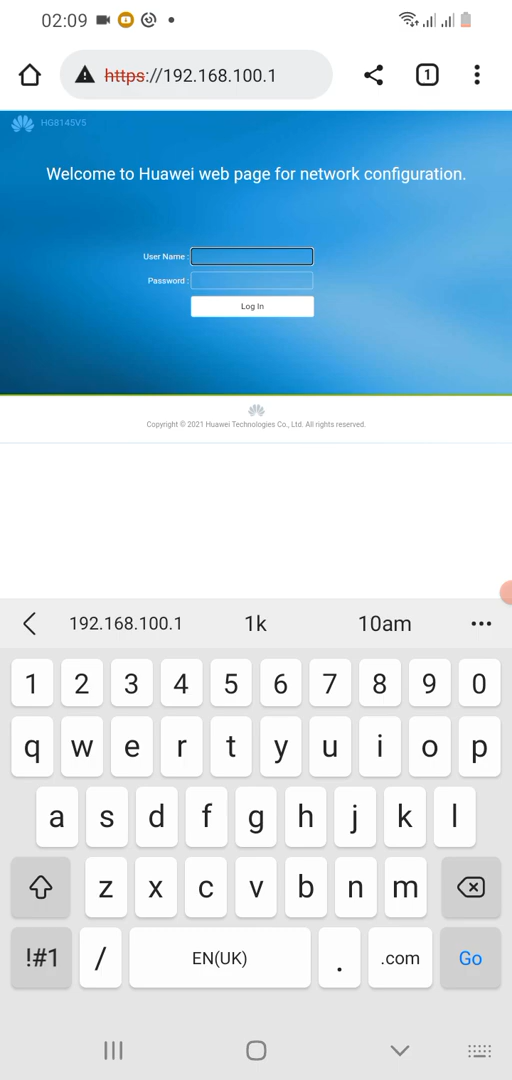 02:09
1
https://192.168.100.1
HG8145V5
Welcome to Huawei web page for network configuration.
User Name :
Password :
Log In
Copyright © 2021 Huawei Technologies Co., Ltd. All rights reserved.
192.168.100.1 1k 10am
1 2 3 4 5 6 7 8 9 0
q w e r t y u i o p
a s d f g h j k l
z x c v b n m
!#1 / EN(UK) . .com Go